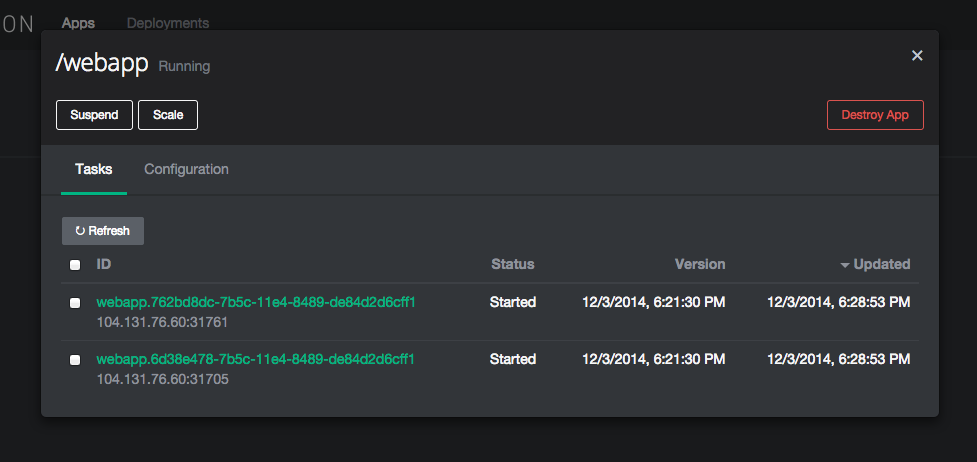 ON Apps Deployments
/webapp Running ×
Suspend Scale Destroy App
Tasks Configuration
Refresh
ID Status Version Updated
webapp.762bd8dc-7b5c-11e4-8489-de84d2d6cff1 Started 12/3/2014, 6:21:30 PM 12/3/2014, 6:28:53 PM
104.131.76.60:31761
webapp.6d38e478-7b5c-11e4-8489-de84d2d6cff1 Started 12/3/2014, 6:21:30 PM 12/3/2014, 6:28:53 PM
104.131.76.60:31705